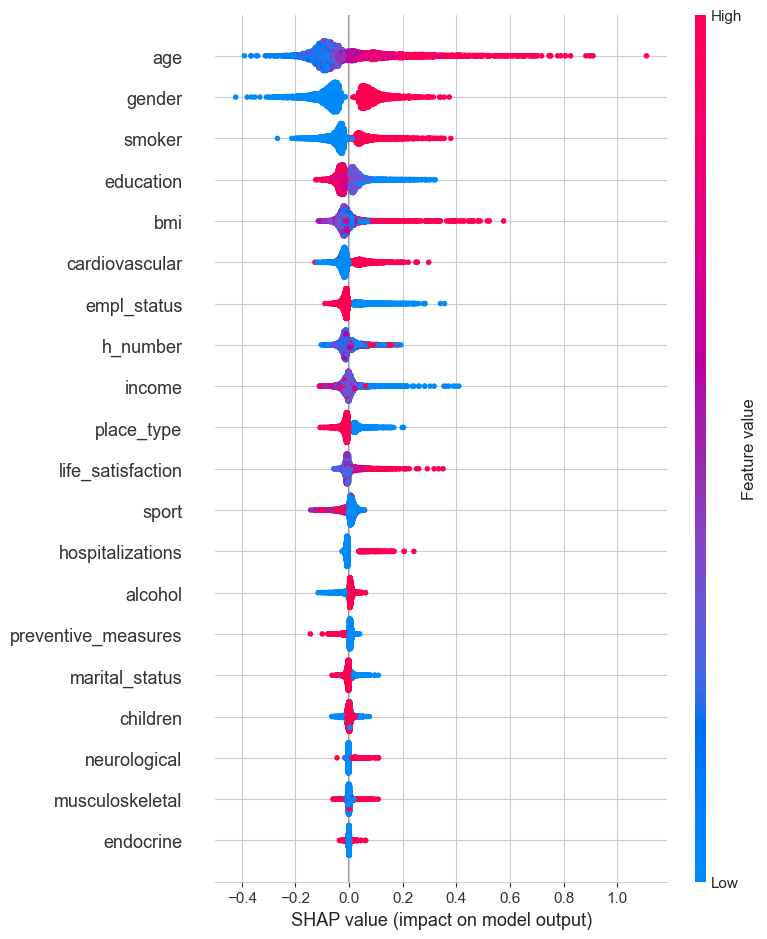 High
age
gender
smoker
education
bmi
cardiovascular
empl_status
h_number
income
place_type
life_satisfaction
sport
hospitalizations
alcohol
preventive_measures
marital_status
children
neurological
musculoskeletal
endocrine
Feature value
Low
−0.4 −0.2 0.0 0.2 0.4 0.6 0.8 1.0
SHAP value (impact on model output)